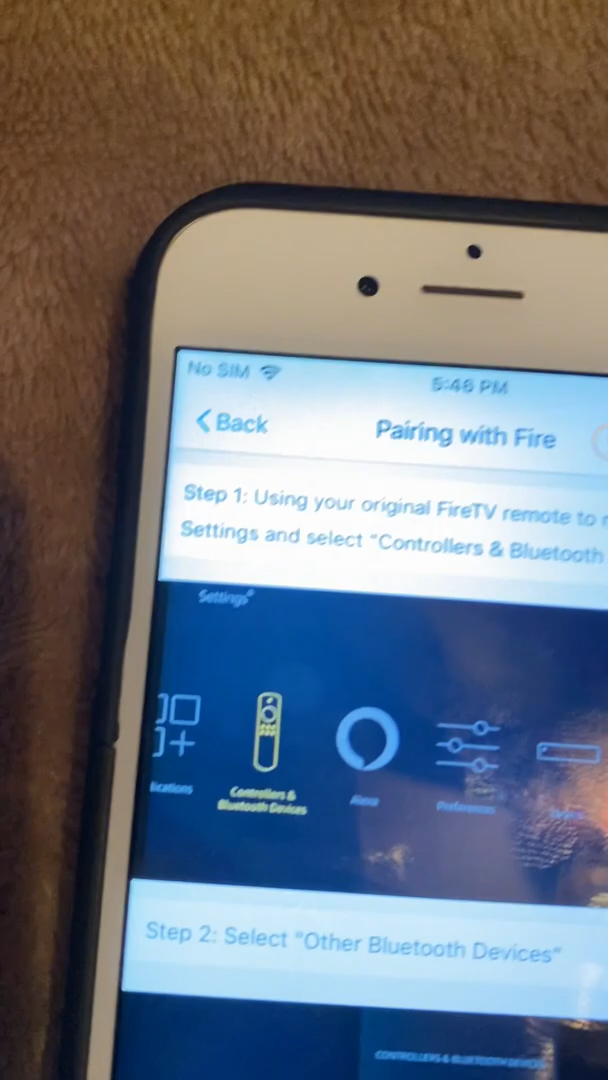 No SIM
5:46 PM
Back
Pairing with Fire
Step 1: Using your original FireTV remote to
Settings and select "Controllers & Bluetooth
Settings
Controllers &
Bluetooth Devices
Alexa
Preferences
Step 2: Select "Other Bluetooth Devices"
CONTROLLERS & BLUETOOTH DEVICES